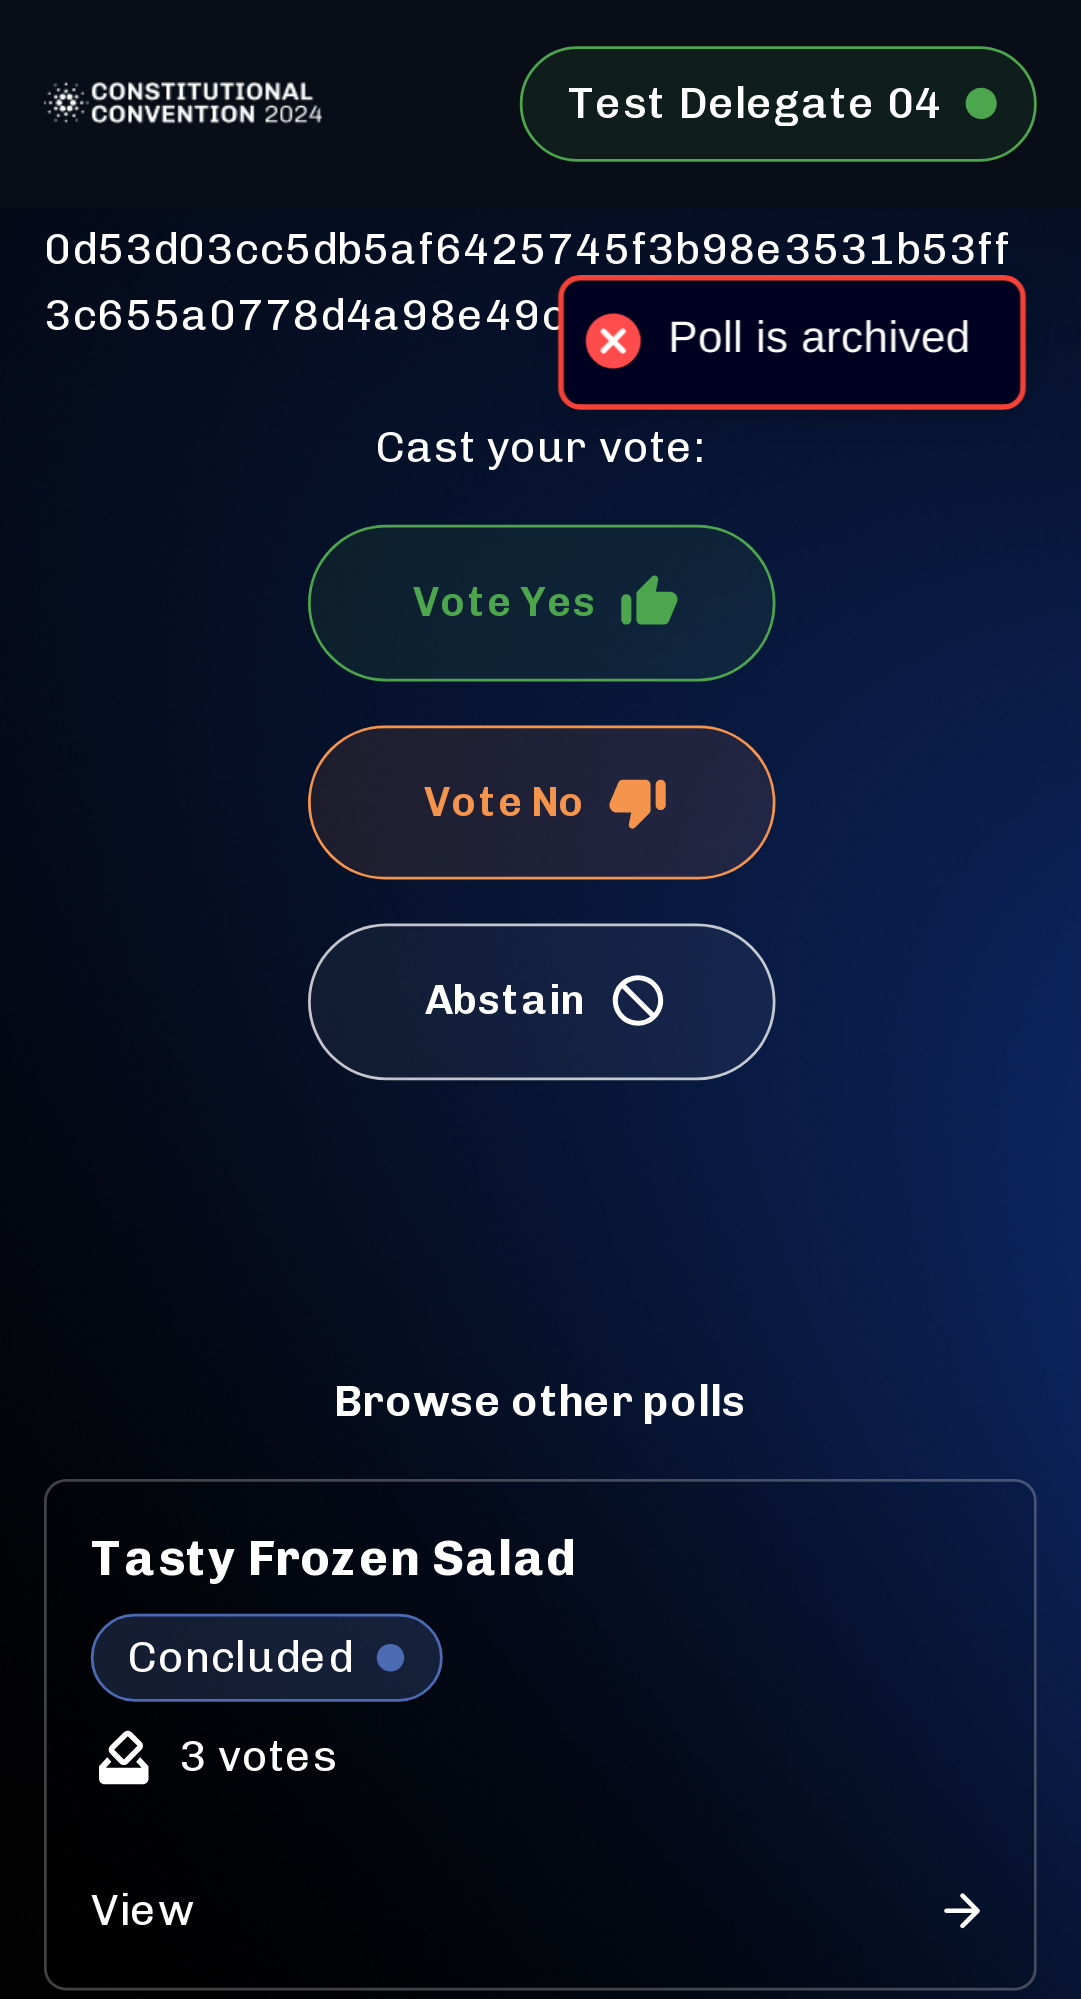 CONSTITUTIONAL
CONVENTION 2024
Test Delegate 04
0d53d03cc5db5af6425745f3b98e3531b53ff
3c655a0778d4a98e49c
Poll is archived
Cast your vote:
Vote Yes
Vote No
Abstain
Browse other polls
Tasty Frozen Salad
Concluded
3 votes
View